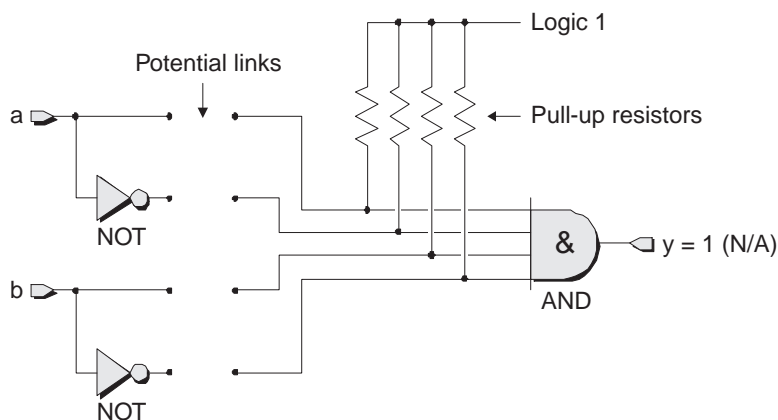 Logic 1
Potential links
a
Pull-up resistors
NOT
&
y = 1 (N/A)
b
AND
NOT